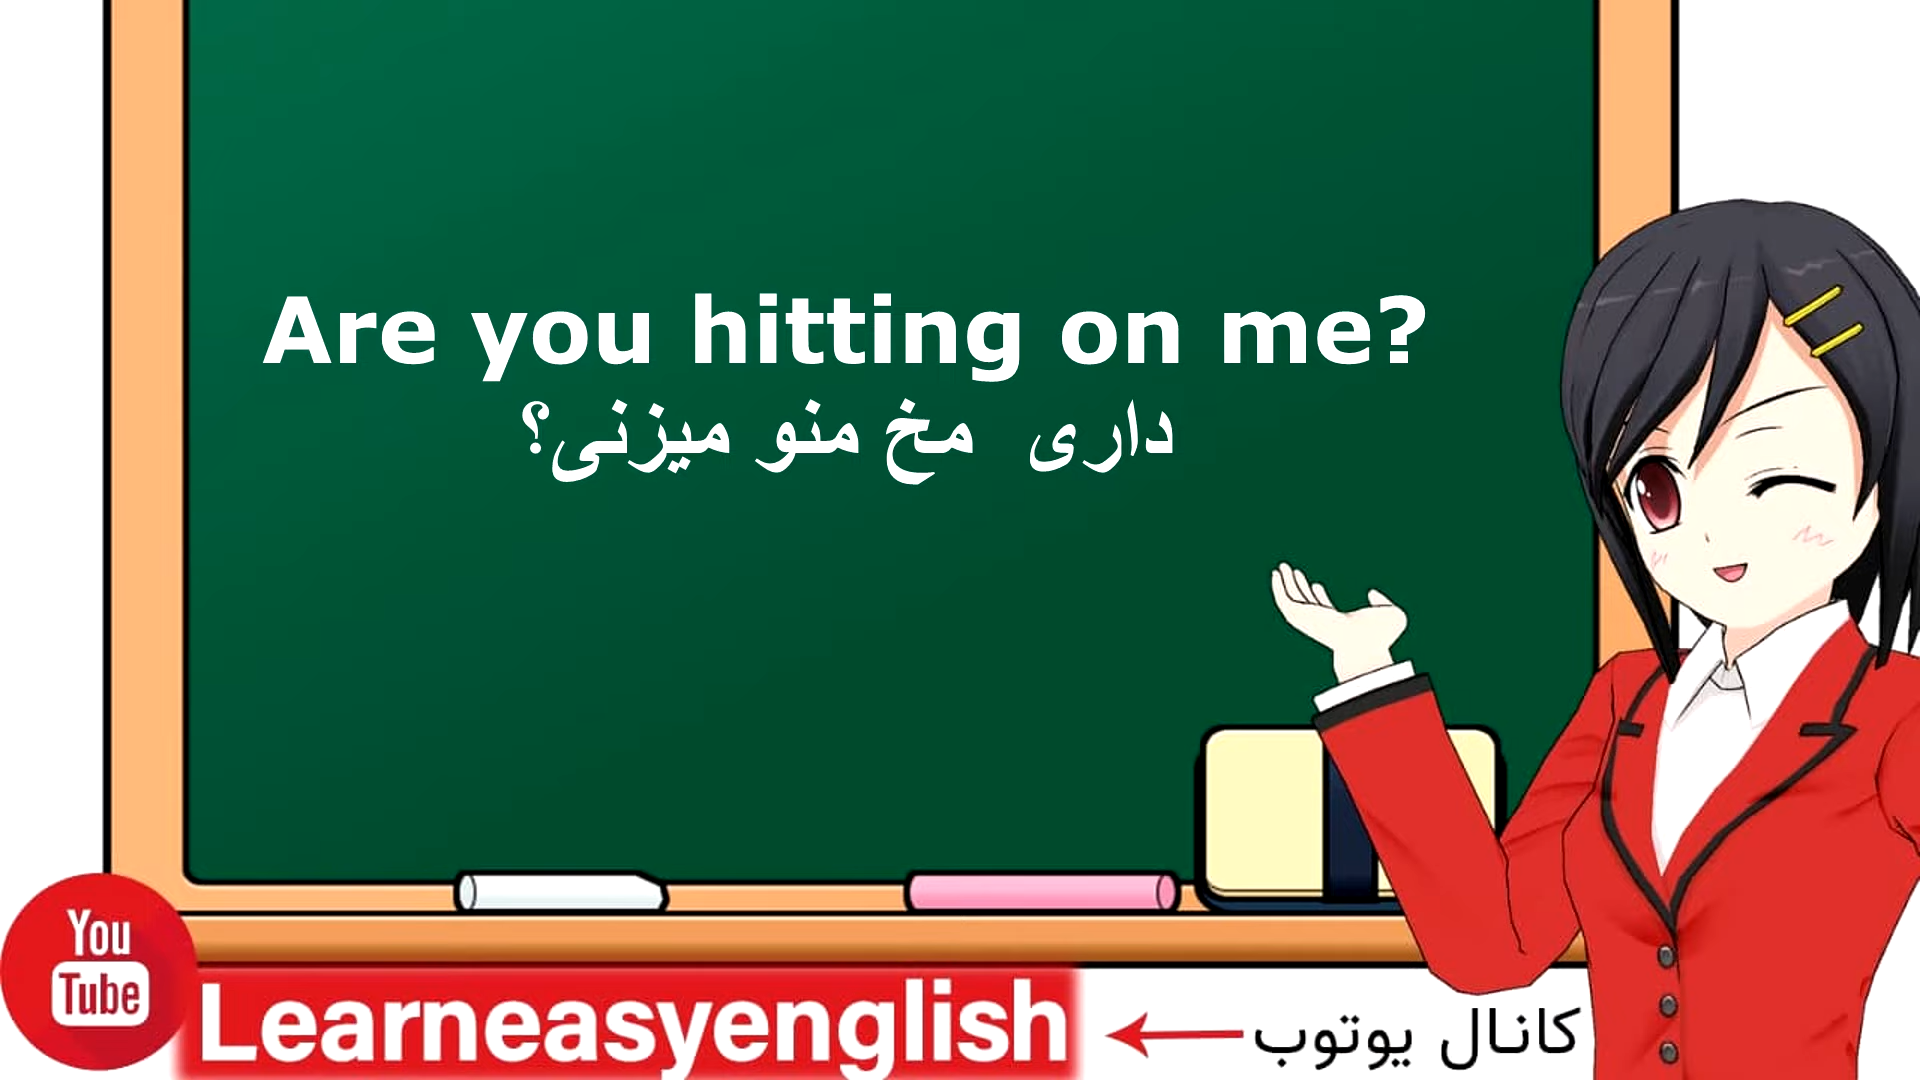 Are you hitting on me?
داری مخ منو میزنی؟
You
Tube
Learneasyenglish
کانال یوتوب